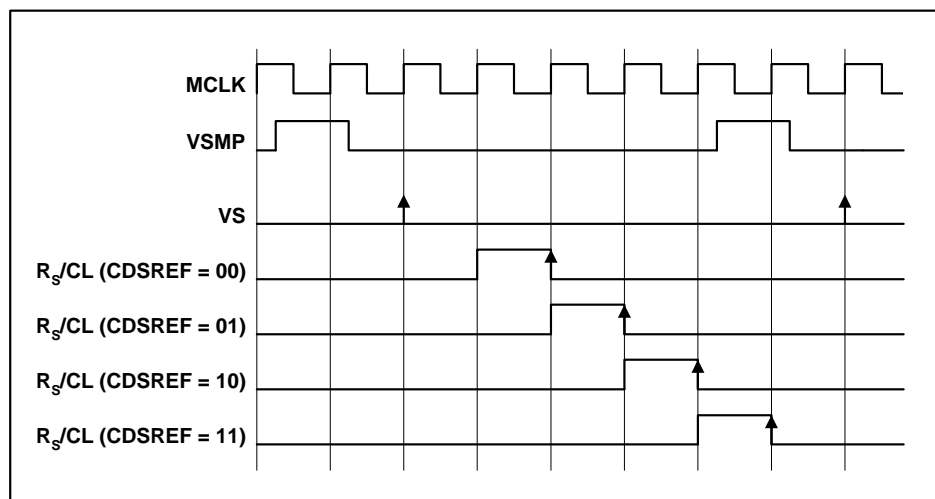 MCLK
VSMP
VS
RS/CL (CDSREF = 00)
RS/CL (CDSREF = 01)
RS/CL (CDSREF = 10)
RS/CL (CDSREF = 11)